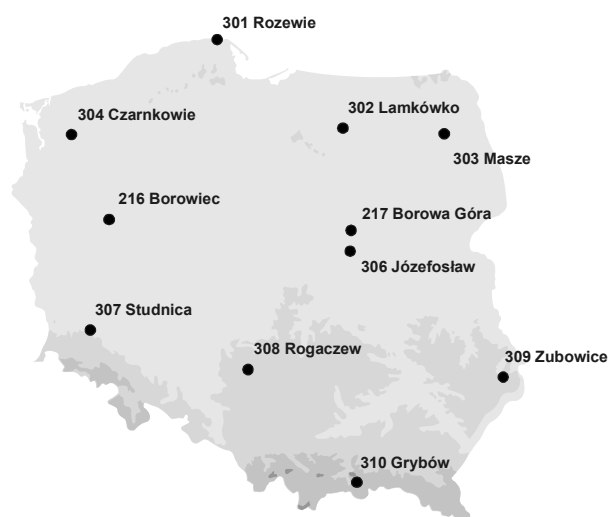 301 Rozewie
302 Lamkówko
304 Czarnkowie
303 Masze
216 Borowiec
217 Borowa Góra
306 Józefosław
307 Studnica
308 Rogaczew
309 Zubowice
310 Grybów